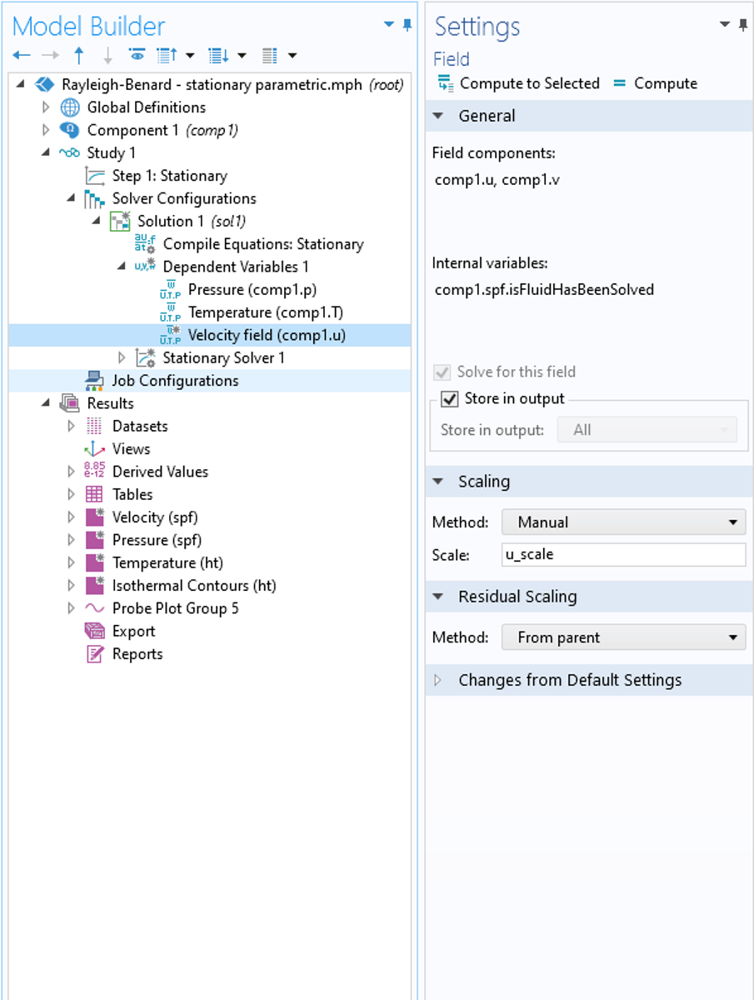 Model Builder
Rayleigh-Benard - stationary parametric.mph (root)
Global Definitions
Component 1 (comp1)
Study 1
Step 1: Stationary
Solver Configurations
Solution 1 (sol1)
Compile Equations: Stationary
Dependent Variables 1
Pressure (comp1.p)
Temperature (comp1.T)
Velocity field (comp1.u)
Stationary Solver 1
Job Configurations
Results
Datasets
Views
Derived Values
Tables
Velocity (spf)
Pressure (spf)
Temperature (ht)
Isothermal Contours (ht)
Probe Plot Group 5
Export
Reports
Settings
Field
Compute to Selected = Compute
General
Field components:
comp1.u, comp1.v
Internal variables:
comp1.spf.isFluidHasBeenSolved
Solve for this field
Store in output
Store in output: All
Scaling
Method: Manual
Scale: u_scale
Residual Scaling
Method: From parent
Changes from Default Settings